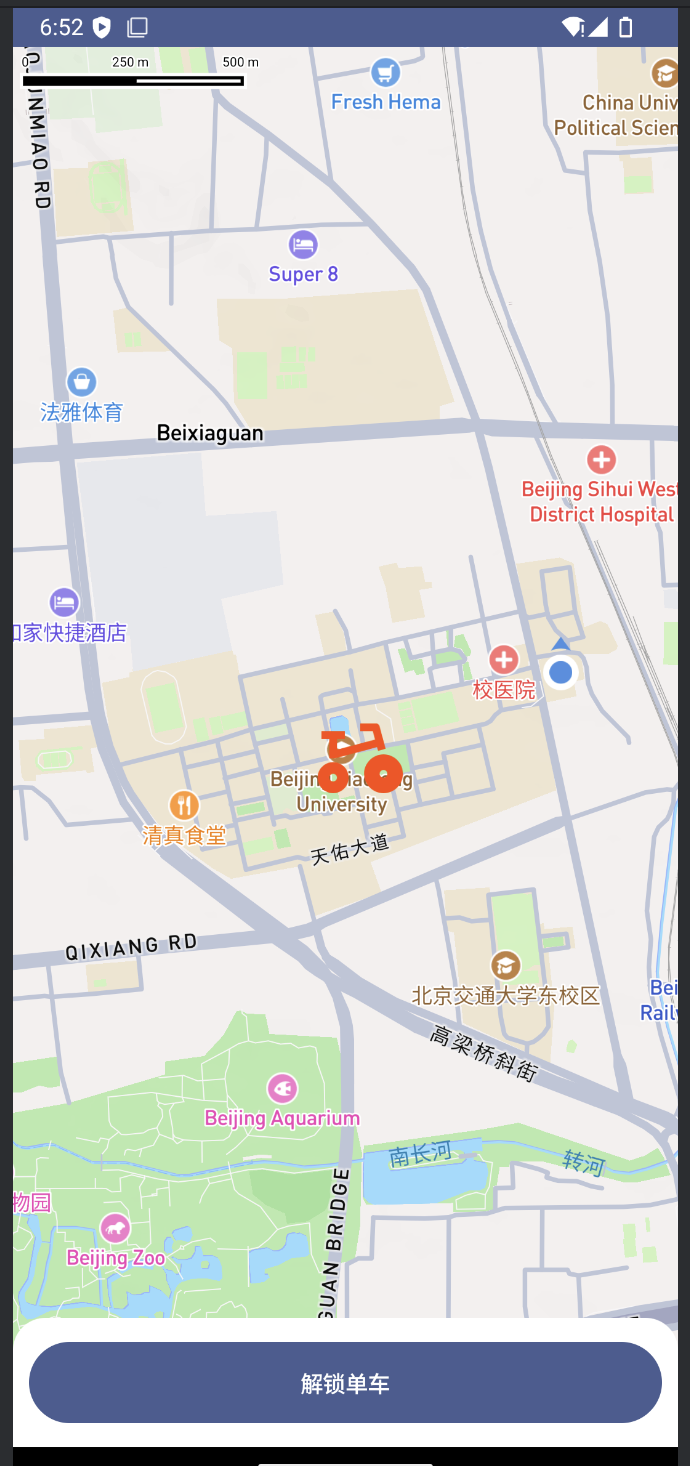 6:52
0 250 m 500 m
Fresh Hema
China Univ
Political Scien
Super 8
法雅体育
Beixiaguan
Beijing Sihui West
District Hospital
如家快捷酒店
校医院
University
清真食堂
天佑大道
QIXIANG RD
北京交通大学东校区
高梁桥斜街
Bei
Raily
Beijing Aquarium
南长河
转河
物园
Beijing Zoo
GUAN BRIDGE
解锁单车